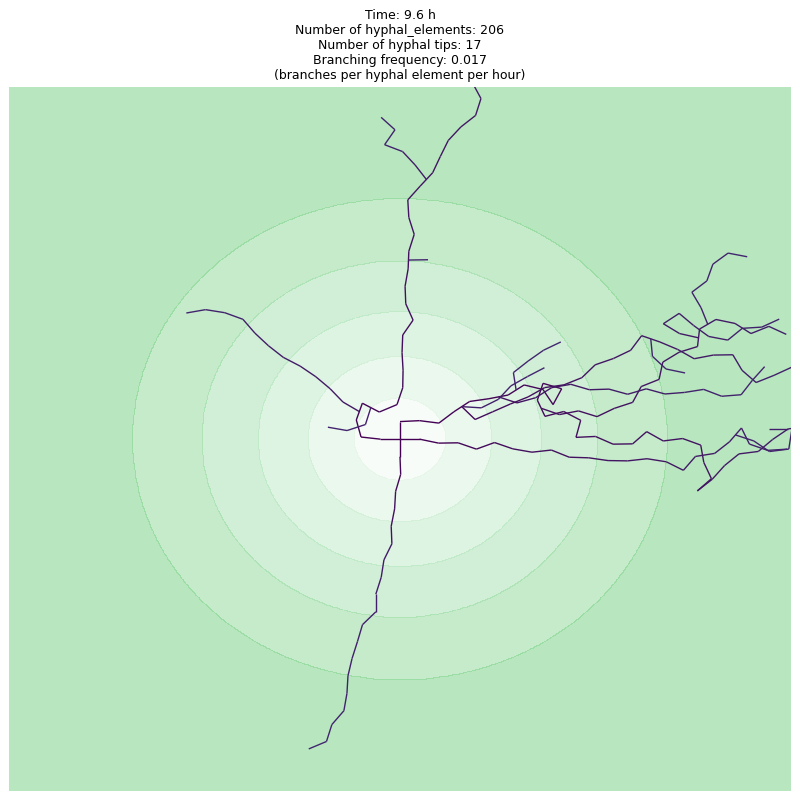 Time: 9.6 h
Number of hyphal_elements: 206
Number of hyphal tips: 17
Branching frequency: 0.017
(branches per hyphal element per hour)